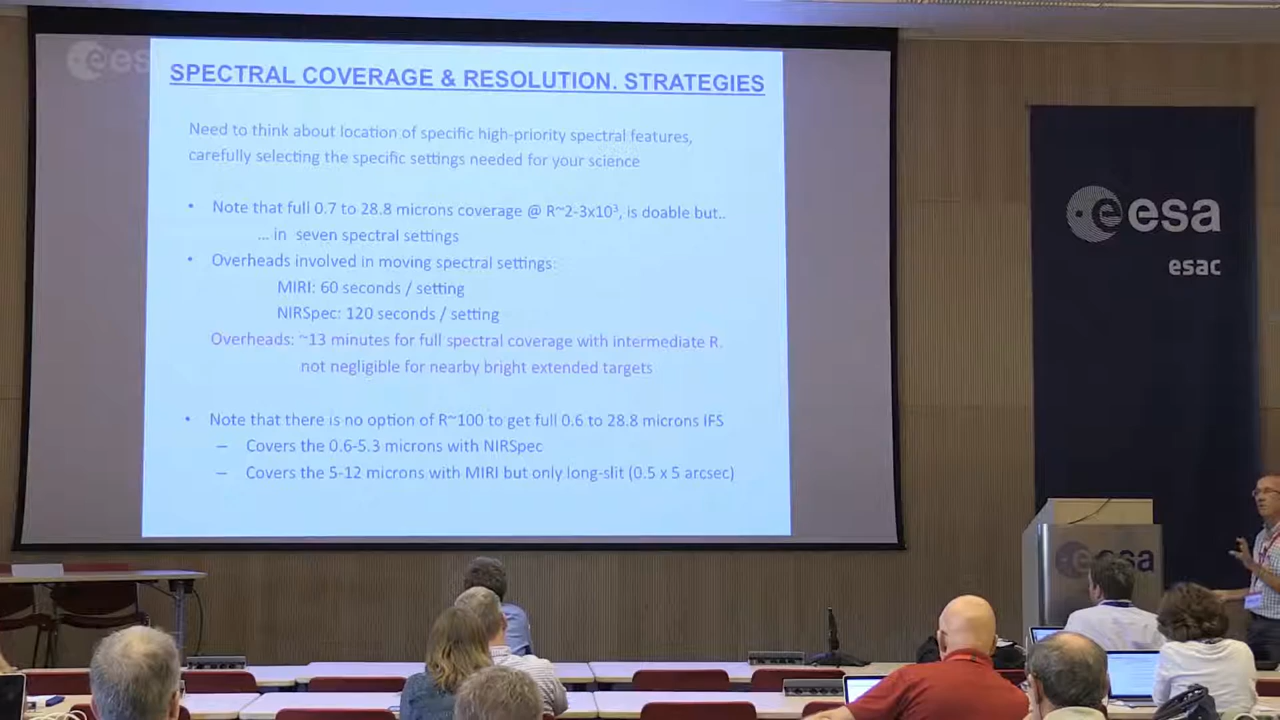 esa
SPECTRAL COVERAGE & RESOLUTION. STRATEGIES
Need to think about location of specific high-priority spectral features,
carefully selecting the specific settings needed for your science
• Note that full 0.7 to 28.8 microns coverage @ R~2-3x10³, is doable but..
... in seven spectral settings
• Overheads involved in moving spectral settings:
MIRI: 60 seconds / setting
NIRSpec: 120 seconds / setting
Overheads: ~13 minutes for full spectral coverage with intermediate R.
not negligible for nearby bright extended targets
• Note that there is no option of R~100 to get full 0.6 to 28.8 microns IFS
– Covers the 0.6-5.3 microns with NIRSpec
– Covers the 5-12 microns with MIRI but only long-slit (0.5 x 5 arcsec)
esa
esac
esa